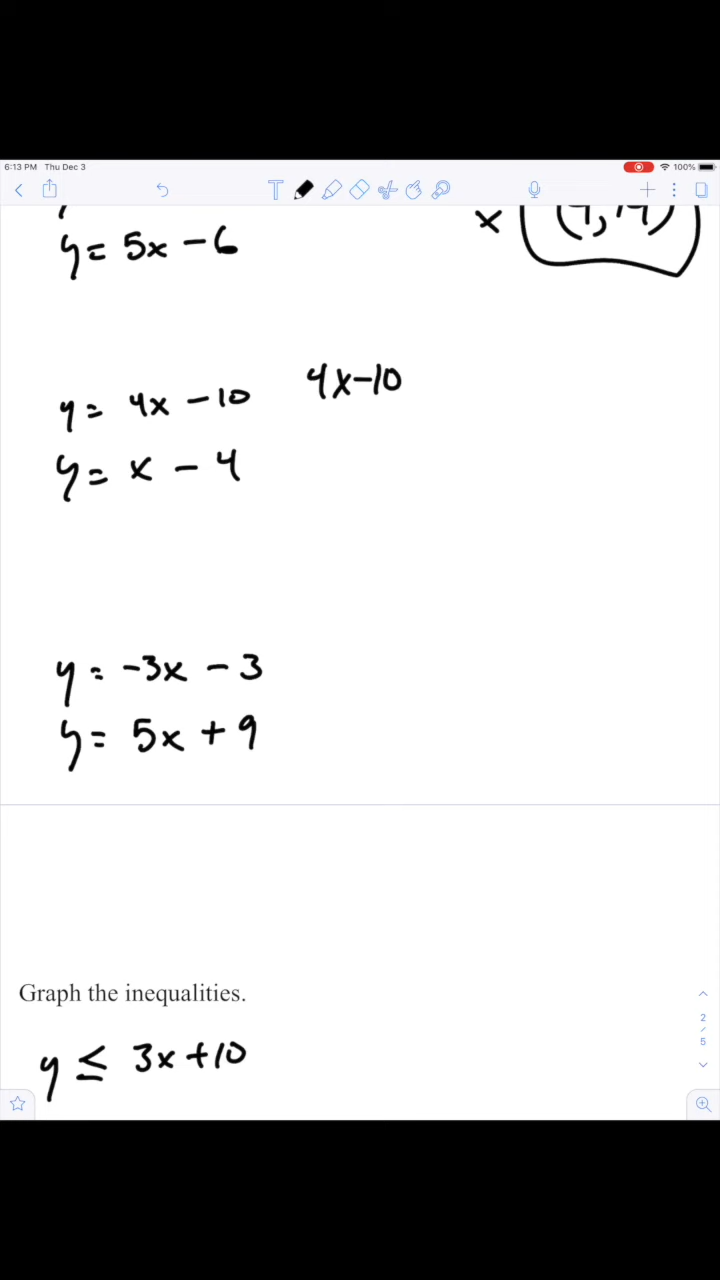 6:13 PM Thu Dec 3 100%
T
y = 5x - 6
y = 4x - 10 4x-10
y = x - 4
y = -3x - 3
y = 5x + 9
Graph the inequalities.
2
/
5
y ≤ 3x+10